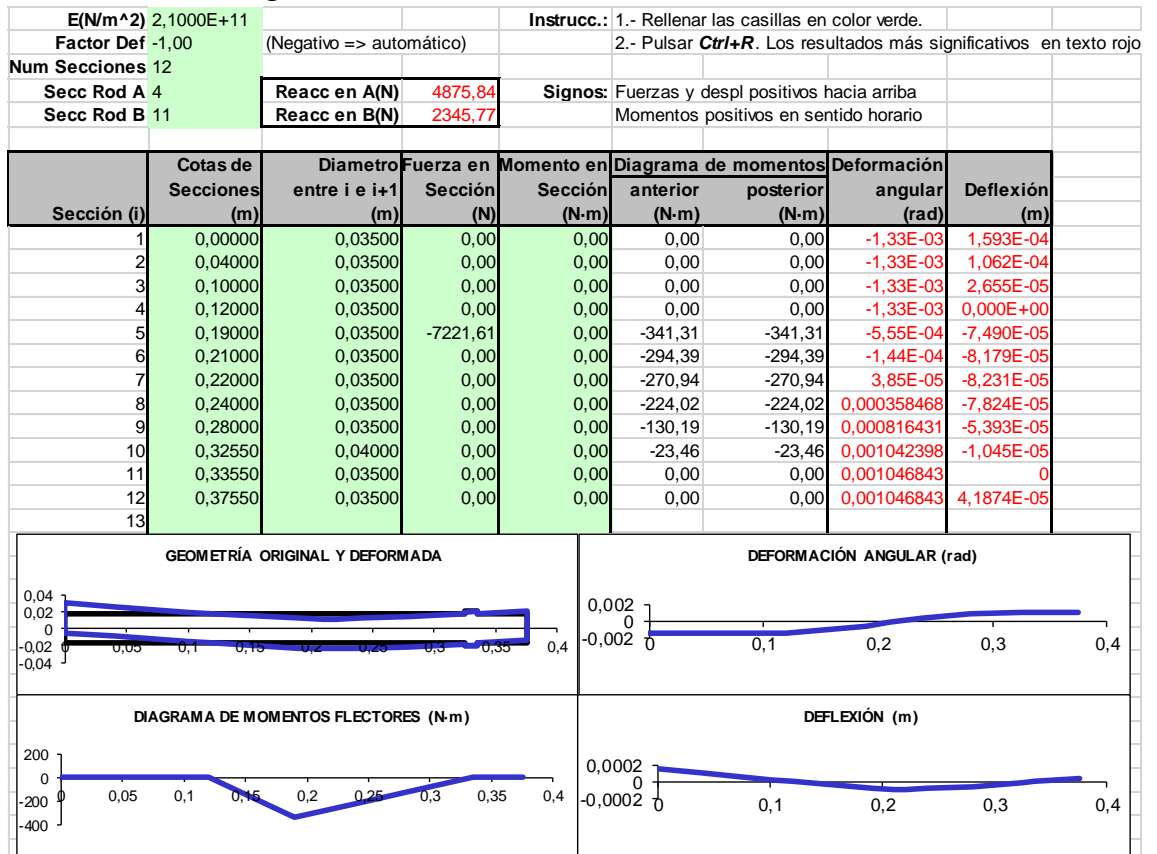 E(N/m^2) 2,1000E+11 Instrucc.: 1.- Rellenar las casillas en color verde.
Factor Def -1,00 (Negativo => automático) 2.- Pulsar Ctrl+R. Los resultados más significativos en texto rojo
Num Secciones 12
Secc Rod A 4 Reacc en A(N) 4875,84 Signos: Fuerzas y despl positivos hacia arriba
Secc Rod B 11 Reacc en B(N) 2345,77 Momentos positivos en sentido horario
Cotas de Diametro Fuerza en Momento en Diagrama de momentos Deformación
Secciones entre i e i+1 Sección Sección anterior posterior angular Deflexión
Sección (i) (m) (m) (N) (N·m) (N·m) (N·m) (rad) (m)
1 0,00000 0,03500 0,00 0,00 0,00 0,00 -1,33E-03 1,593E-04
2 0,04000 0,03500 0,00 0,00 0,00 0,00 -1,33E-03 1,062E-04
3 0,10000 0,03500 0,00 0,00 0,00 0,00 -1,33E-03 2,655E-05
4 0,12000 0,03500 0,00 0,00 0,00 0,00 -1,33E-03 0,000E+00
5 0,19000 0,03500 -7221,61 0,00 -341,31 -341,31 -5,55E-04 -7,490E-05
6 0,21000 0,03500 0,00 0,00 -294,39 -294,39 -1,44E-04 -8,179E-05
7 0,22000 0,03500 0,00 0,00 -270,94 -270,94 3,85E-05 -8,231E-05
8 0,24000 0,03500 0,00 0,00 -224,02 -224,02 0,000358468 -7,824E-05
9 0,28000 0,03500 0,00 0,00 -130,19 -130,19 0,000816431 -5,393E-05
10 0,32550 0,04000 0,00 0,00 -23,46 -23,46 0,001042398 -1,045E-05
11 0,33550 0,03500 0,00 0,00 0,00 0,00 0,001046843 0
12 0,37550 0,03500 0,00 0,00 0,00 0,00 0,001046843 4,1874E-05
13
GEOMETRÍA ORIGINAL Y DEFORMADA
0,04
0,02
0
-0,02
-0,04
0 0,05 0,1 0,15 0,2 0,25 0,3 0,35 0,4
DEFORMACIÓN ANGULAR (rad)
0,002
0
-0,002
0 0,1 0,2 0,3 0,4
DIAGRAMA DE MOMENTOS FLECTORES (N·m)
200
0
-200
-400
0 0,05 0,1 0,15 0,2 0,25 0,3 0,35 0,4
DEFLEXIÓN (m)
0,0002
0
-0,0002
0 0,1 0,2 0,3 0,4